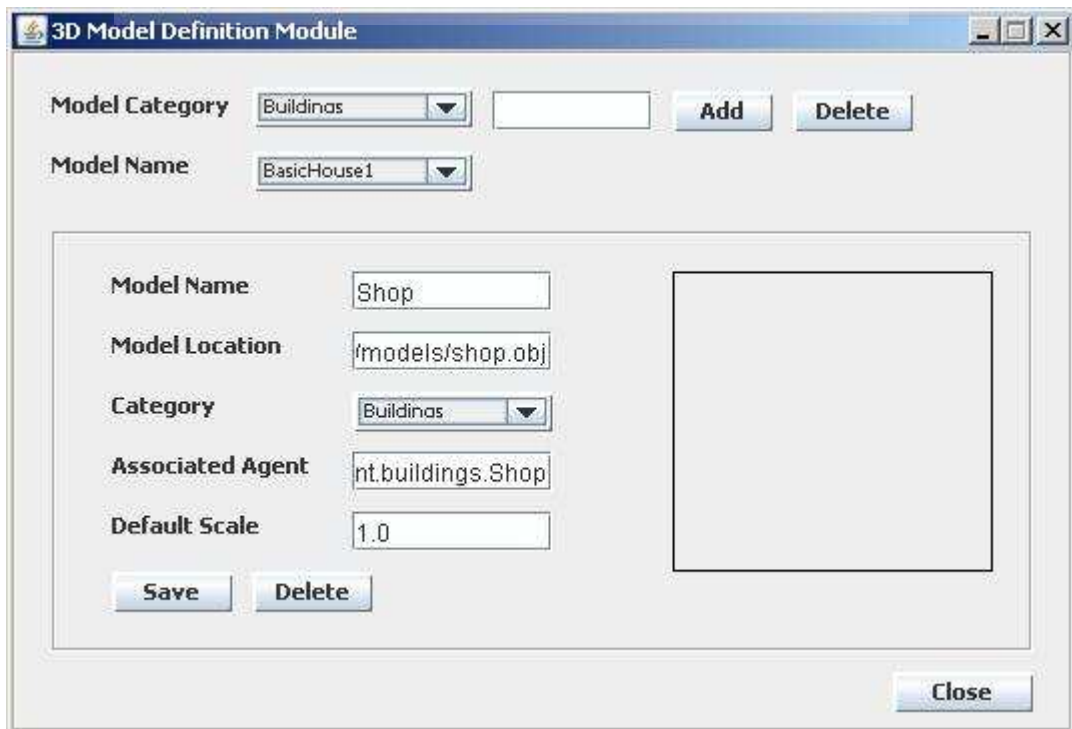 3D Model Definition Module
Model Category Buildings Add Delete
Model Name BasicHouse1
Model Name Shop
Model Location /models/shop.obj
Category Buildings
Associated Agent nt.buildings.Shop
Default Scale 1.0
Save Delete
Close